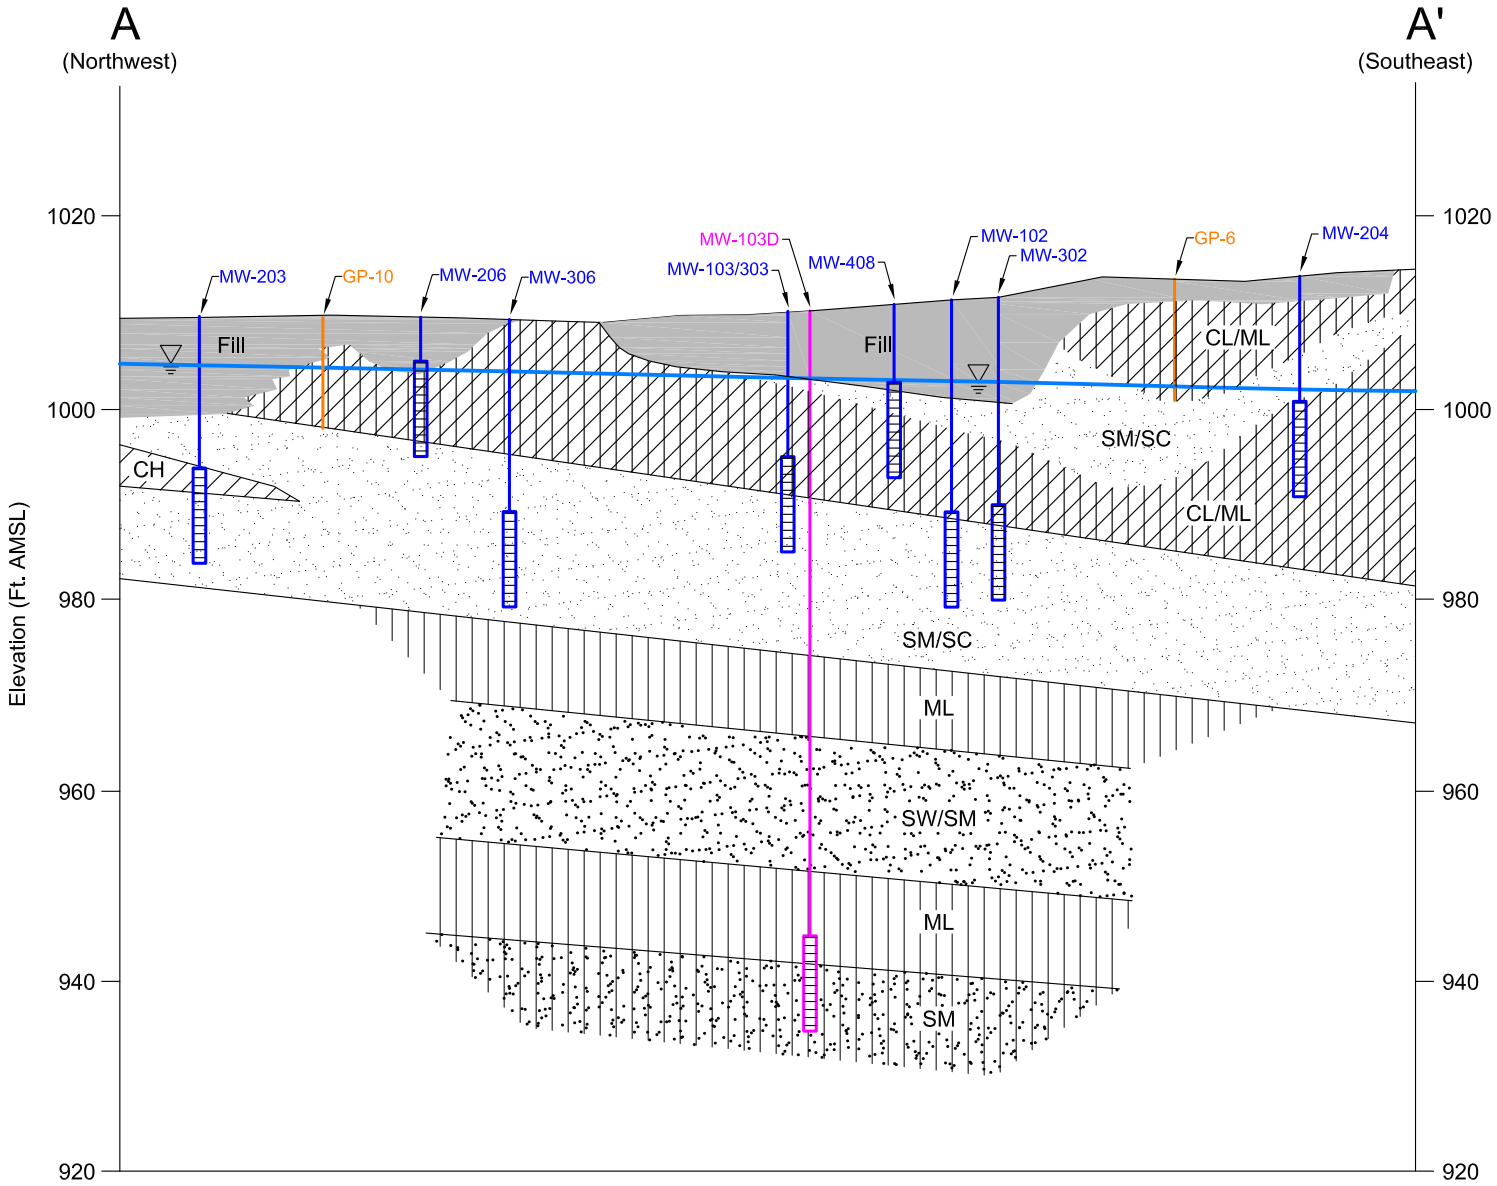 A
A'
(Northwest)
(Southeast)
1020
1020
MW-103D
MW-102
GP-6
MW-204
MW-203
GP-10
MW-206
MW-306
MW-103/303
MW-408
MW-302
Fill
Fill
CL/ML
1000
1000
SM/SC
CH
CL/ML
Elevation (Ft. AMSL)
980
980
SM/SC
ML
960
960
SW/SM
ML
940
940
SM
920
920